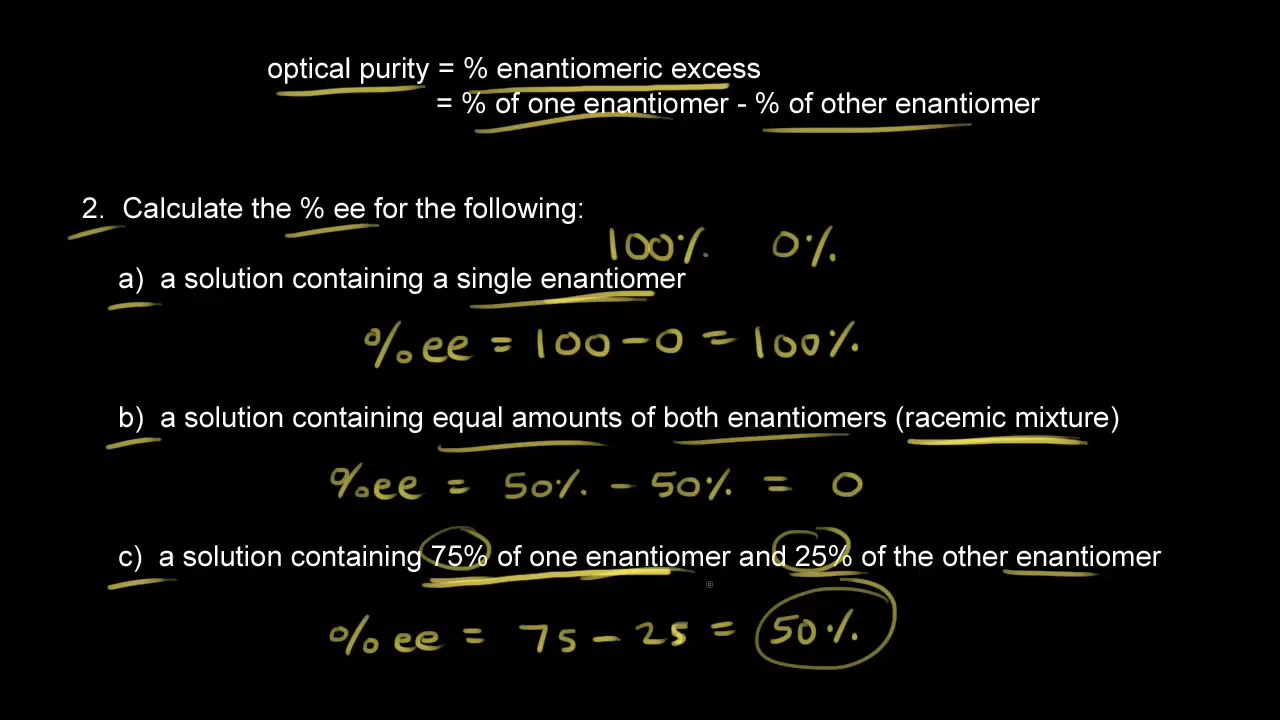 optical purity = % enantiomeric excess
= % of one enantiomer - % of other enantiomer
2. Calculate the % ee for the following:
100% 0%
a) a solution containing a single enantiomer
%ee = 100 - 0 = 100%
b) a solution containing equal amounts of both enantiomers (racemic mixture)
%ee = 50% - 50% = 0
c) a solution containing 75% of one enantiomer and 25% of the other enantiomer
%ee = 75 - 25 = 50%